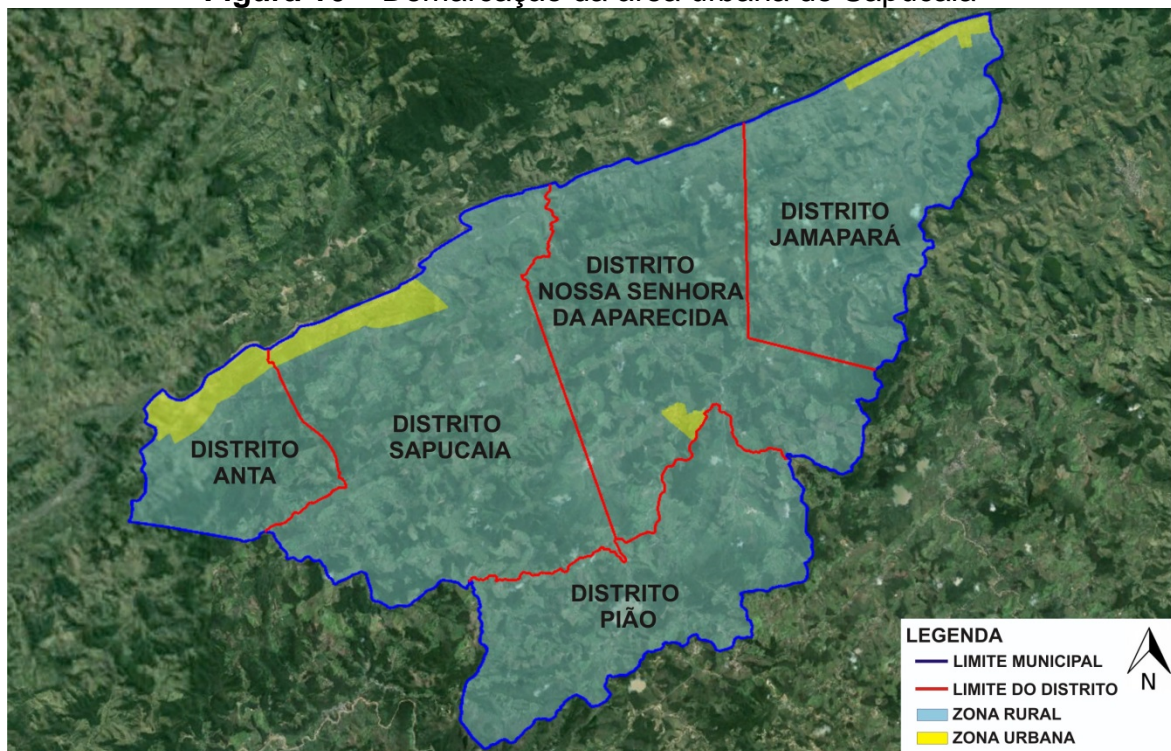 Figura – Demarcação da área urbana de Sapucaia
DISTRITO
JAMAPARÁ
DISTRITO
NOSSA SENHORA
DA APARECIDA
DISTRITO
SAPUCAIA
DISTRITO
ANTA
DISTRITO
PIÃO
LEGENDA
LIMITE MUNICIPAL
LIMITE DO DISTRITO
ZONA RURAL
ZONA URBANA
N